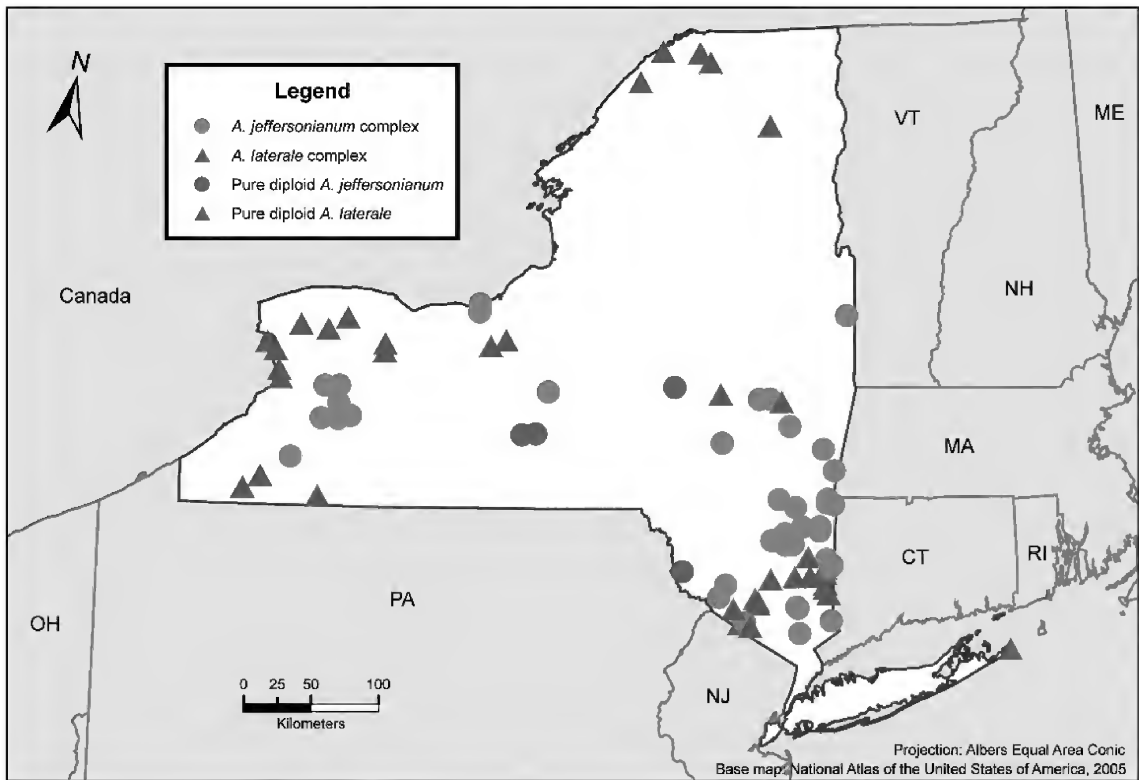 N
Legend
A. jeffersonianum complex
A. laterale complex
Pure diploid A. jeffersonianum
Pure diploid A. laterale
VT
ME
Canada
NH
MA
CT
RI
PA
OH
NJ
0 25 50 100
Kilometers
Projection: Albers Equal Area Conic
Base map: National Atlas of the United States of America, 2005